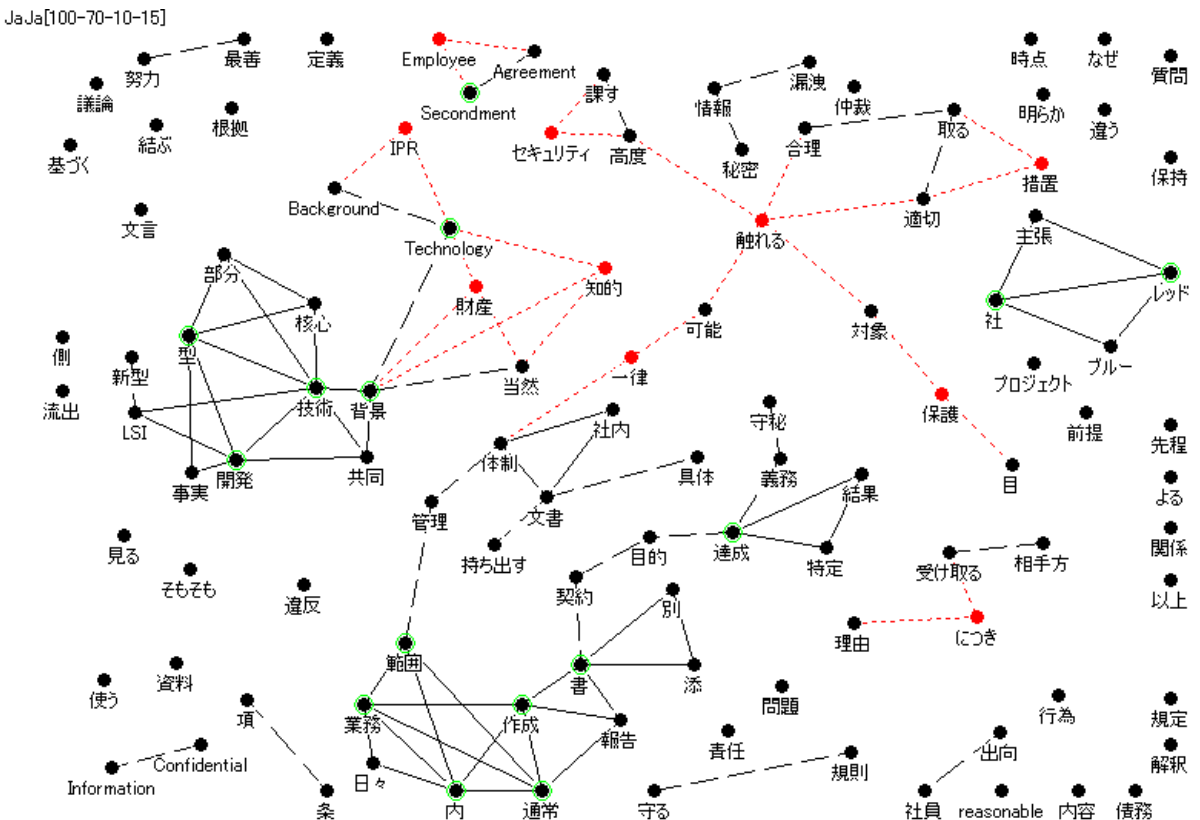 JaJa[100-70-10-15]
努力
最善
定義
Employee
Agreement
Secondment
課す
情報
漏洩
仲裁
時点
なぜ
質問
議論
結ぶ
根拠
IPR
セキュリティ
高度
秘密
合理
取る
明らか
違う
措置
保持
基づく
文言
Background
Technology
触れる
適切
主張
レッド
社
ブルー
部分
核心
知的
財産
可能
対象
側
新型
型
当然
一律
プロジェクト
流出
LSI
技術
背景
社内
守秘
保護
前提
先程
事実
開発
共同
体制
具体
義務
結果
目
よる
管理
文書
持ち出す
目的
達成
特定
受け取る
相手方
関係
見る
そもそも
違反
契約
別
理由
につき
以上
範囲
書
添
使う
資料
項
業務
作成
報告
問題
責任
行為
規定
Information
Confidential
条
日々
内
通常
守る
規則
出向
解釈
社員
reasonable
内容
債務